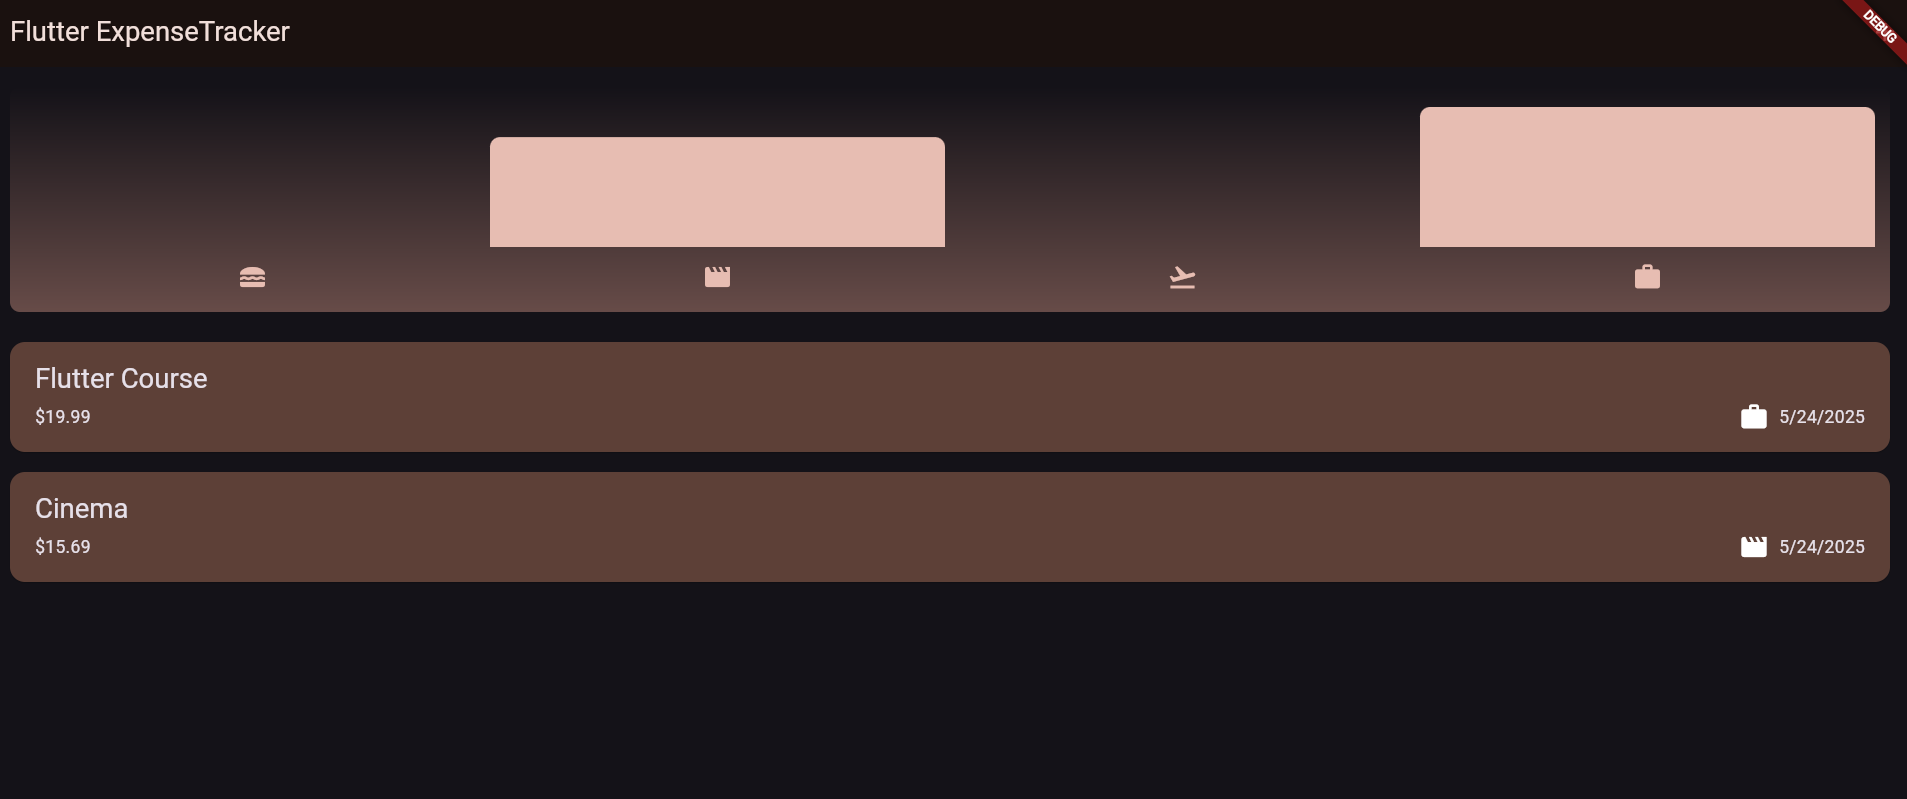 Flutter ExpenseTracker
DEBUG
Flutter Course
$19.99
5/24/2025
Cinema
$15.69
5/24/2025